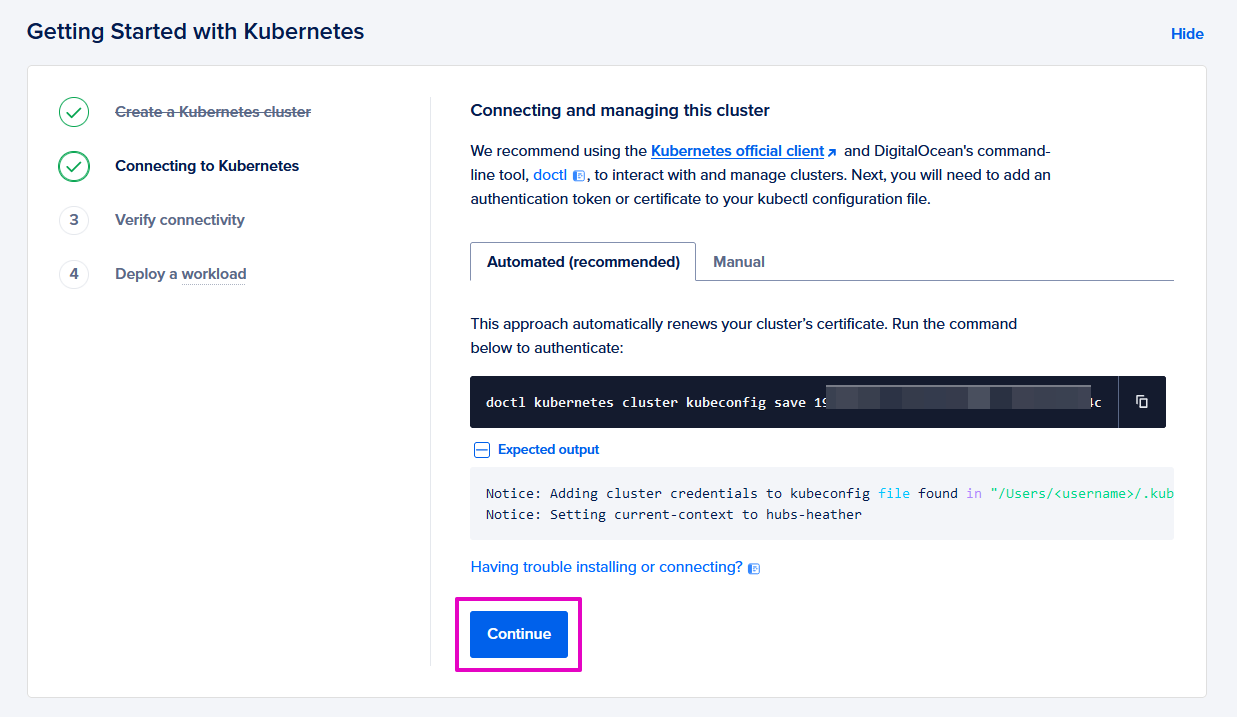 Getting Started with Kubernetes
Hide
Create a Kubernetes cluster
Connecting to Kubernetes
3 Verify connectivity
4 Deploy a workload
Connecting and managing this cluster
We recommend using the Kubernetes official client and DigitalOcean's command-
line tool, doctl, to interact with and manage clusters. Next, you will need to add an
authentication token or certificate to your kubectl configuration file.
Automated (recommended) Manual
This approach automatically renews your cluster's certificate. Run the command
below to authenticate:
doctl kubernetes cluster kubeconfig save
Expected output
Notice: Adding cluster credentials to kubeconfig file found in "/Users/<username>/.kub
Notice: Setting current-context to hubs-heather
Having trouble installing or connecting?
Continue